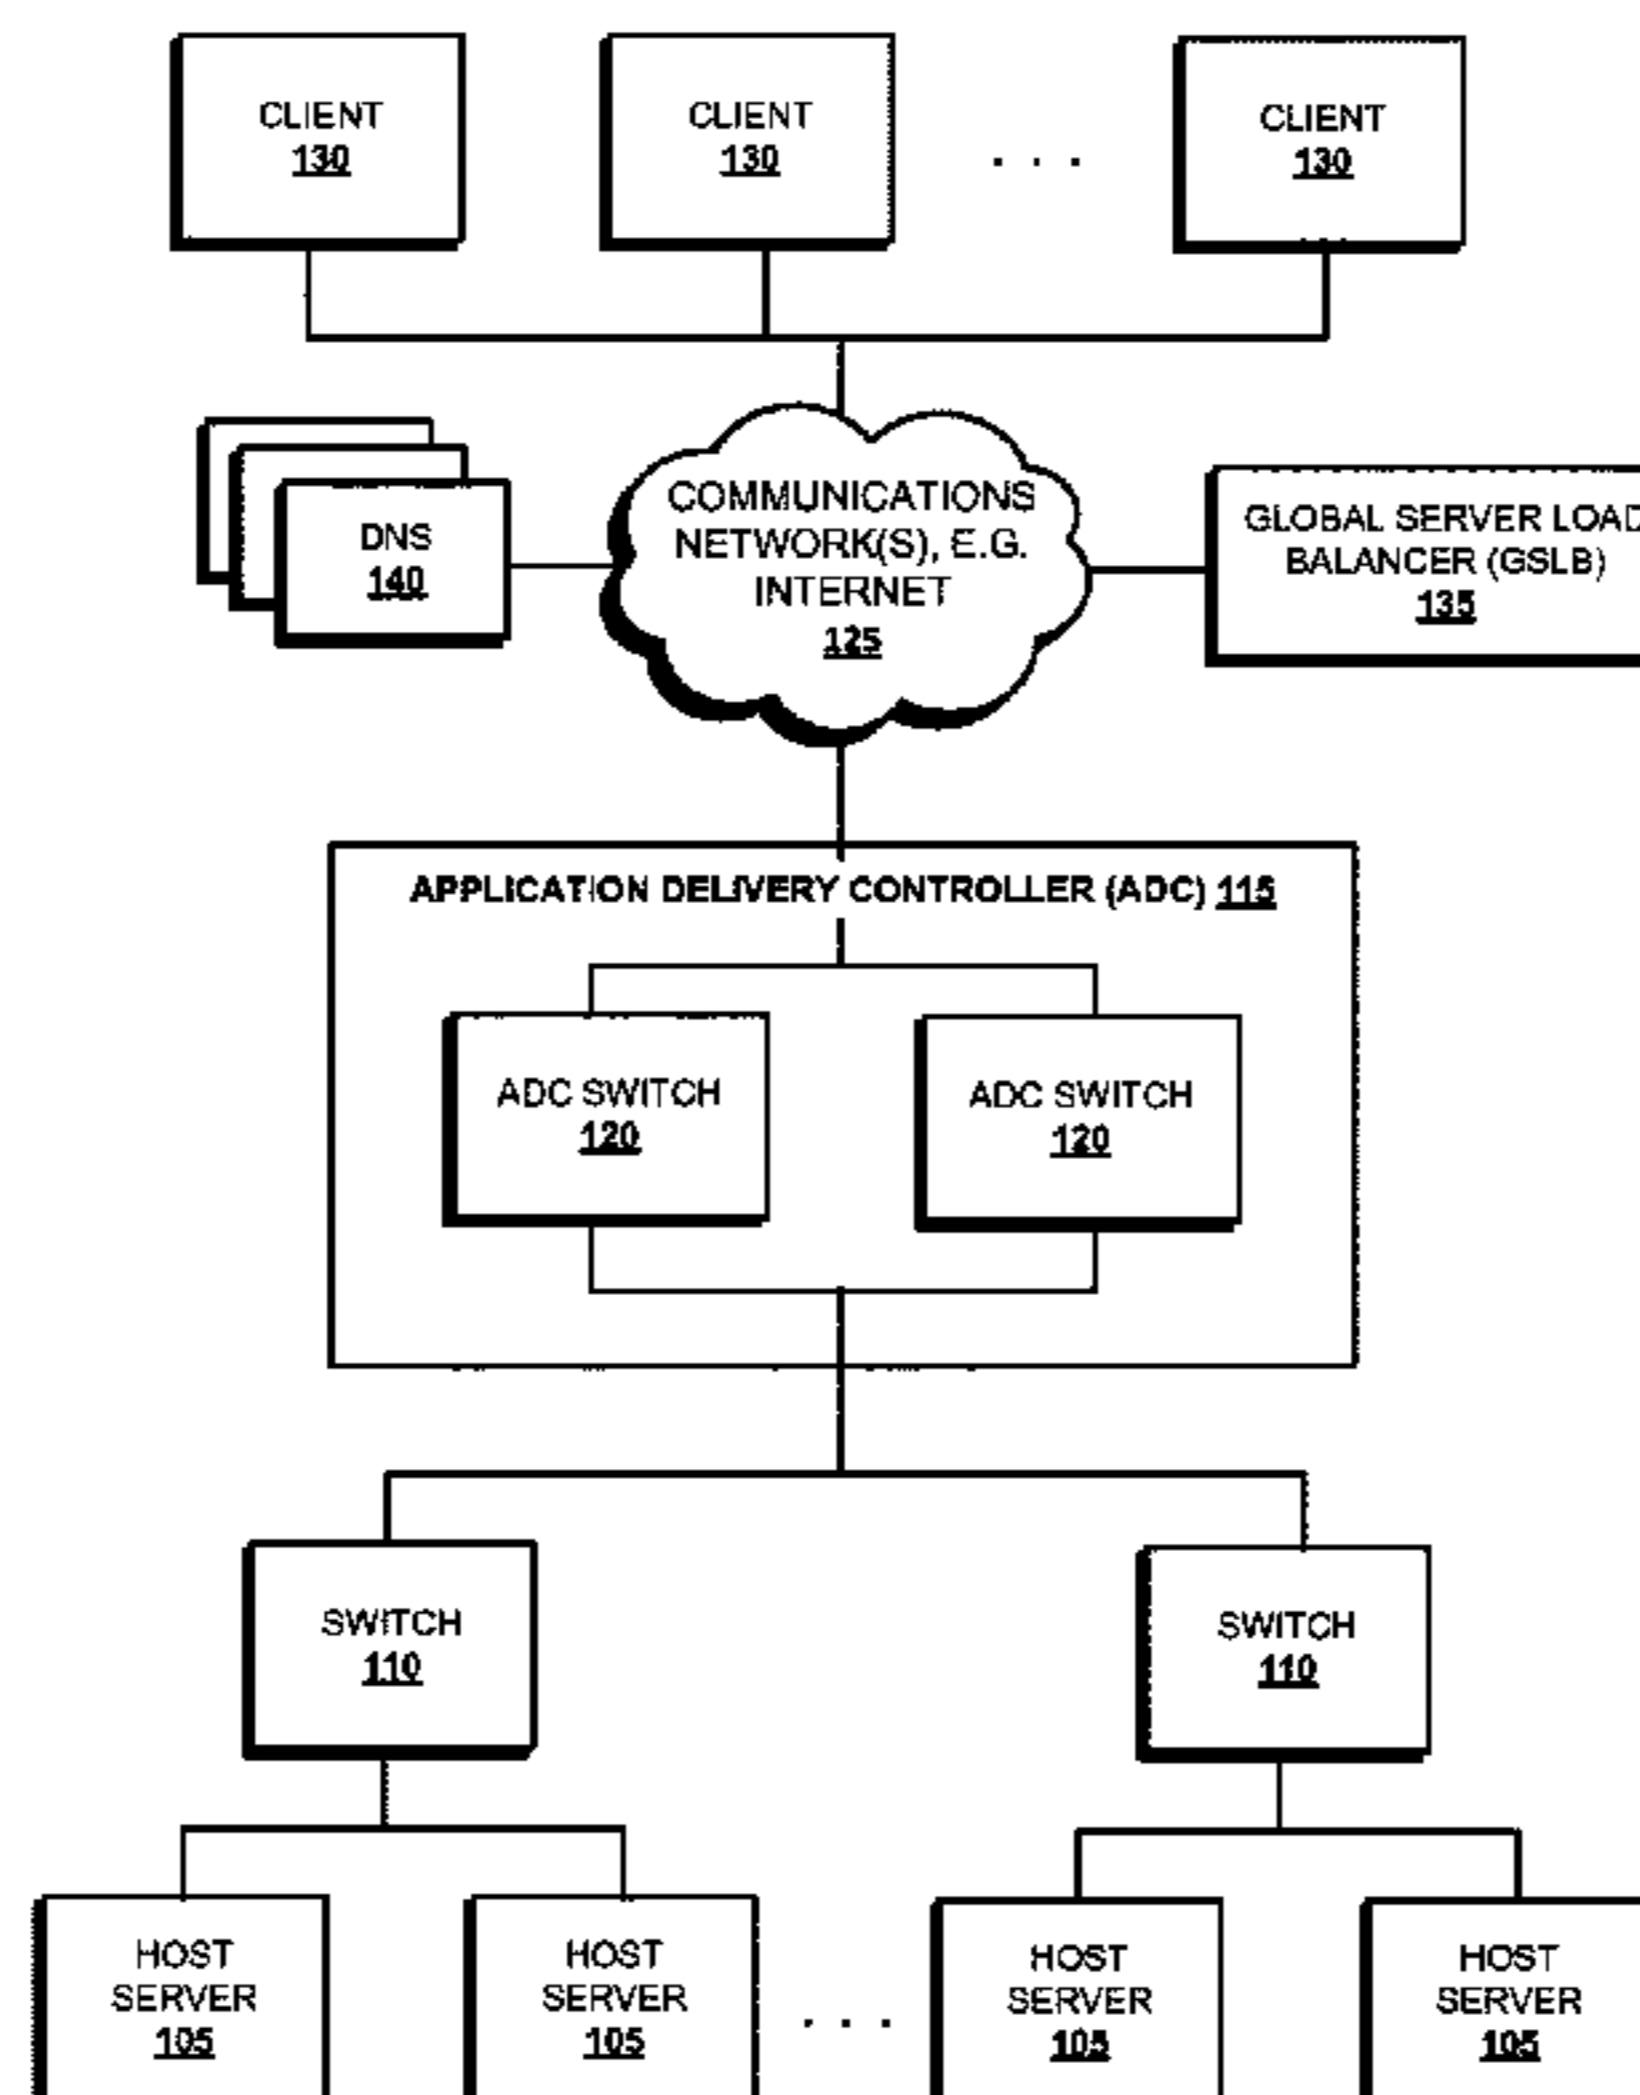 CLIENT
130
CLIENT
130
. . .
CLIENT
130
DNS
140
COMMUNICATIONS
NETWORK(S), E.G.
INTERNET
125
GLOBAL SERVER LOAD
BALANCER (GSLB)
135
APPLICATION DELIVERY CONTROLLER (ADC) 115
ADC SWITCH
120
ADC SWITCH
120
SWITCH
110
SWITCH
110
HOST
SERVER
105
HOST
SERVER
105
. . .
HOST
SERVER
105
HOST
SERVER
105